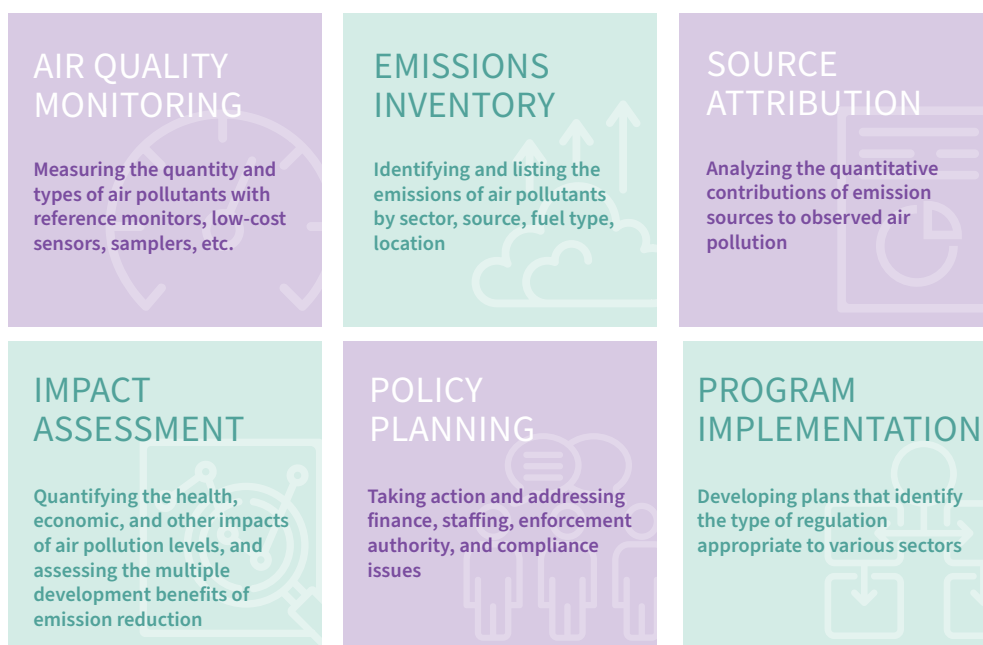 AIR QUALITY
MONITORING
Measuring the quantity and
types of air pollutants with
reference monitors, low-cost
sensors, samplers, etc.
EMISSIONS
INVENTORY
Identifying and listing the
emissions of air pollutants
by sector, source, fuel type,
location
SOURCE
ATTRIBUTION
Analyzing the quantitative
contributions of emission
sources to observed air
pollution
IMPACT
ASSESSMENT
Quantifying the health,
economic, and other impacts
of air pollution levels, and
assessing the multiple
development benefits of
emission reduction
POLICY
PLANNING
Taking action and addressing
finance, staffing, enforcement
authority, and compliance
issues
PROGRAM
IMPLEMENTATION
Developing plans that identify
the type of regulation
appropriate to various sectors